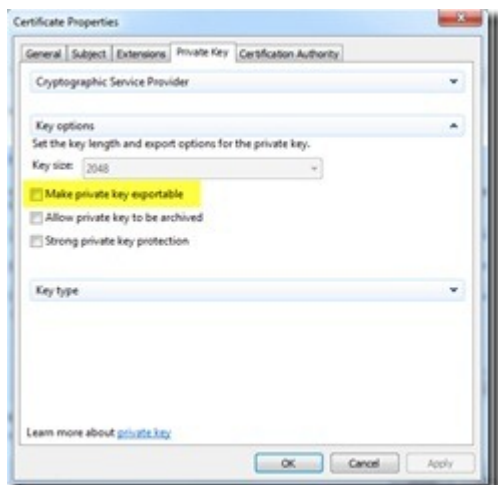 Certificate Properties
General Subject Extensions Private Key Certification Authority
Cryptographic Service Provider
Key options
Set the key length and export options for the private key.
Key size: 2048
Make private key exportable
Allow private key to be archived
Strong private key protection
Key type
Learn more about private key
OK Cancel Apply